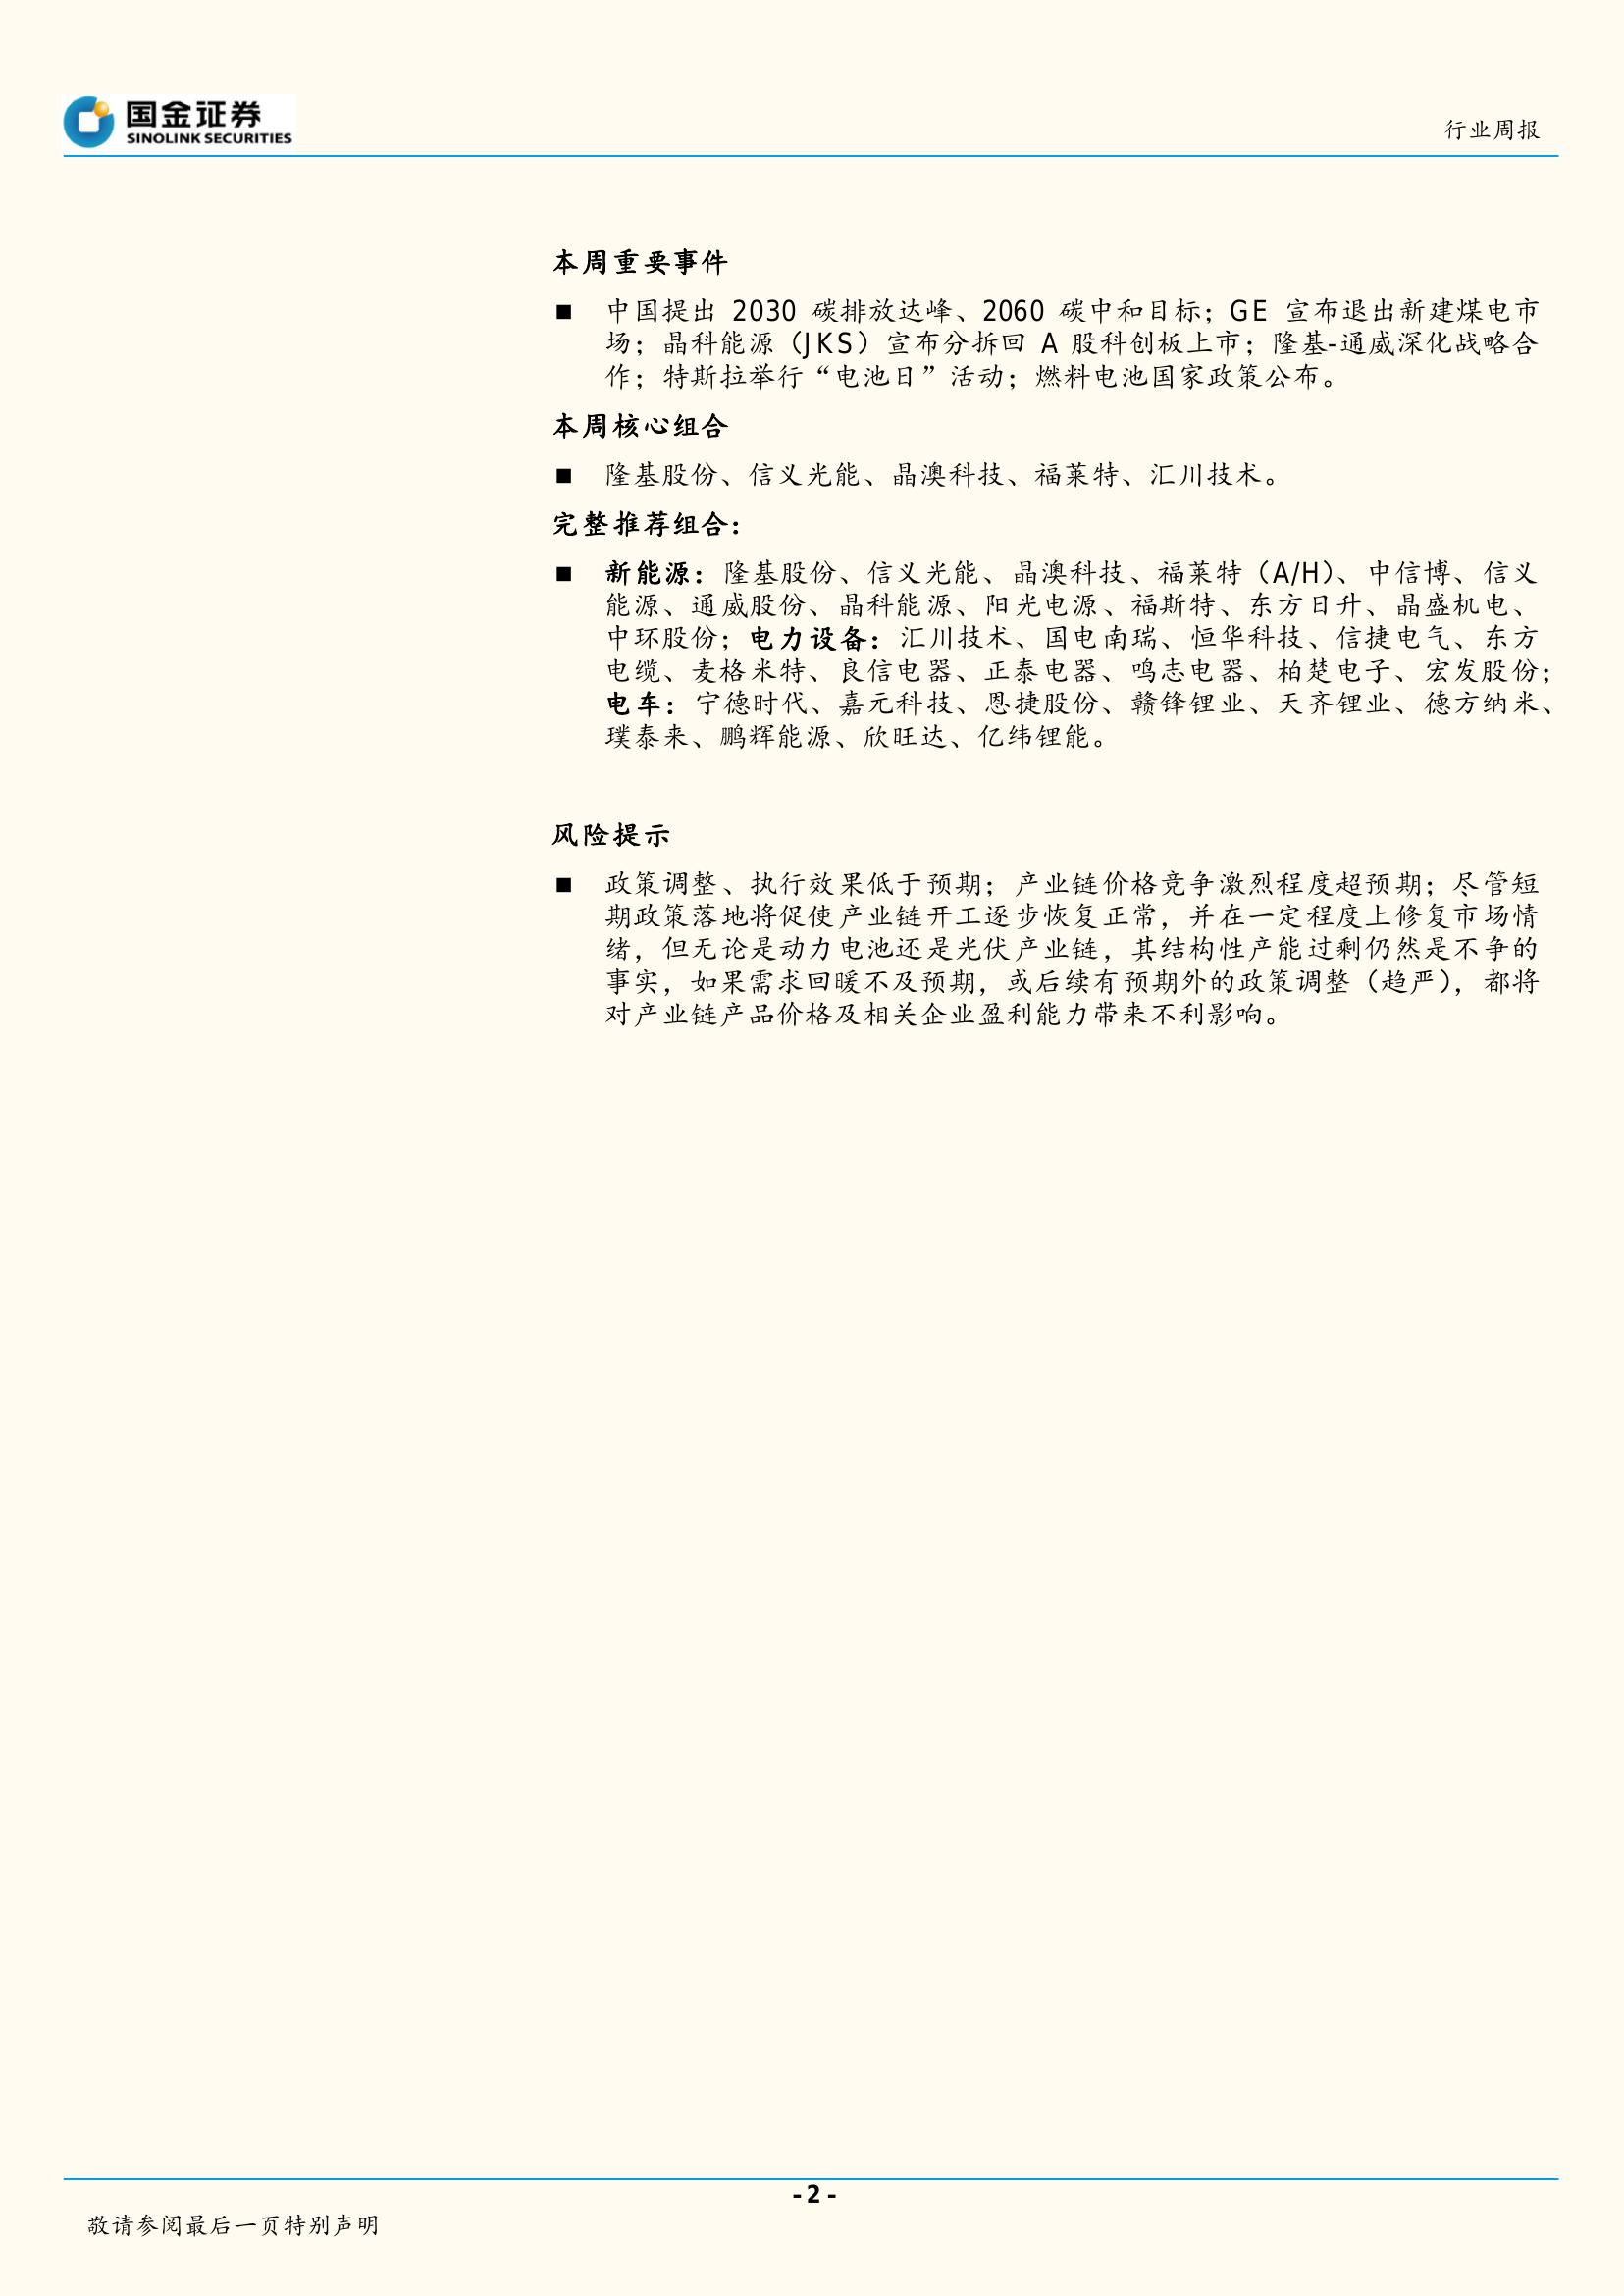 国金证券
SINOLINK SECURITIES
行业周报
本周重要事件
■ 中国提出 2030 碳排放达峰、2060 碳中和目标；GE 宣布退出新建煤电市
场；晶科能源（JKS）宣布分拆回 A 股科创板上市；隆基-通威深化战略合
作；特斯拉举行“电池日”活动；燃料电池国家政策公布。
本周核心组合
■ 隆基股份、信义光能、晶澳科技、福莱特、汇川技术。
完整推荐组合：
■ 新能源：隆基股份、信义光能、晶澳科技、福莱特（A/H）、中信博、信义
能源、通威股份、晶科能源、阳光电源、福斯特、东方日升、晶盛机电、
中环股份；电力设备：汇川技术、国电南瑞、恒华科技、信捷电气、东方
电缆、麦格米特、良信电器、正泰电器、鸣志电器、柏楚电子、宏发股份；
电车：宁德时代、嘉元科技、恩捷股份、赣锋锂业、天齐锂业、德方纳米、
璞泰来、鹏辉能源、欣旺达、亿纬锂能。
风险提示
■ 政策调整、执行效果低于预期；产业链价格竞争激烈程度超预期；尽管短
期政策落地将促使产业链开工逐步恢复正常，并在一定程度上修复市场情
绪，但无论是动力电池还是光伏产业链，其结构性产能过剩仍然是不争的
事实，如果需求回暖不及预期，或后续有预期外的政策调整（趋严），都将
对产业链产品价格及相关企业盈利能力带来不利影响。
- 2 -
敬请参阅最后一页特别声明